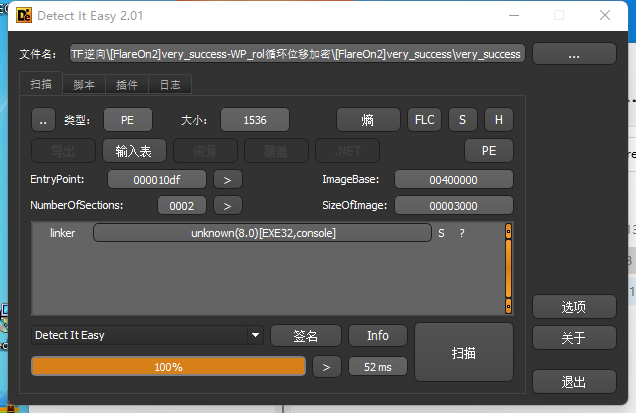 Detect It Easy 2.01
文件名: TF逆向\[FlareOn2]very_success-WP_rol循环位移加密\[FlareOn2]very_success\very_success ...
扫描 脚本 插件 日志
.. 类型: PE 大小: 1536 熵 FLC S H
导出 输入表 资源 覆盖 .NET PE
EntryPoint: 000010df > ImageBase: 00400000
NumberOfSections: 0002 > SizeOfImage: 00003000
linker unknown(8.0)[EXE32,console] S ?
选项
Detect It Easy 签名 Info 扫描 关于
100% > 52 ms
退出